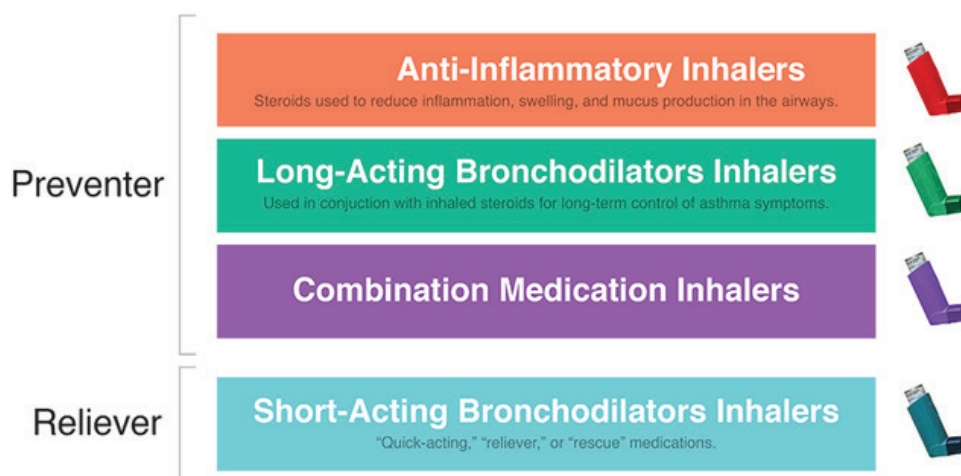 Preventer
Anti-Inflammatory Inhalers
Steroids used to reduce inflammation, swelling, and mucus production in the airways.
Long-Acting Bronchodilators Inhalers
Used in conjection with inhaled steroids for long-term control of asthma symptoms.
Combination Medication Inhalers
Reliever
Short-Acting Bronchodilators Inhalers
“Quick-acting,” “reliever,” or “rescue” medications.